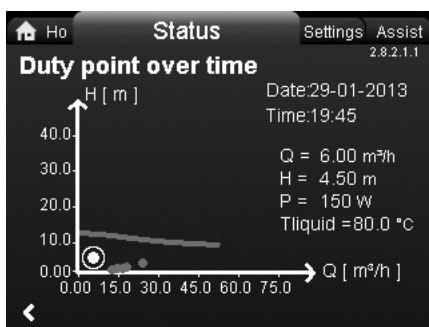 Ho Status Settings Assist
2.8.2.1.1
Duty point over time
H [ m ]
Date:29-01-2013
Time:19:45
40.0
30.0
20.0
10.0
0.00
Q = 6.00 m³/h
H = 4.50 m
P = 150 W
Tliquid =80.0 °C
Q [ m³/h ]
0.00 15.0 30.0 45.0 60.0 75.0